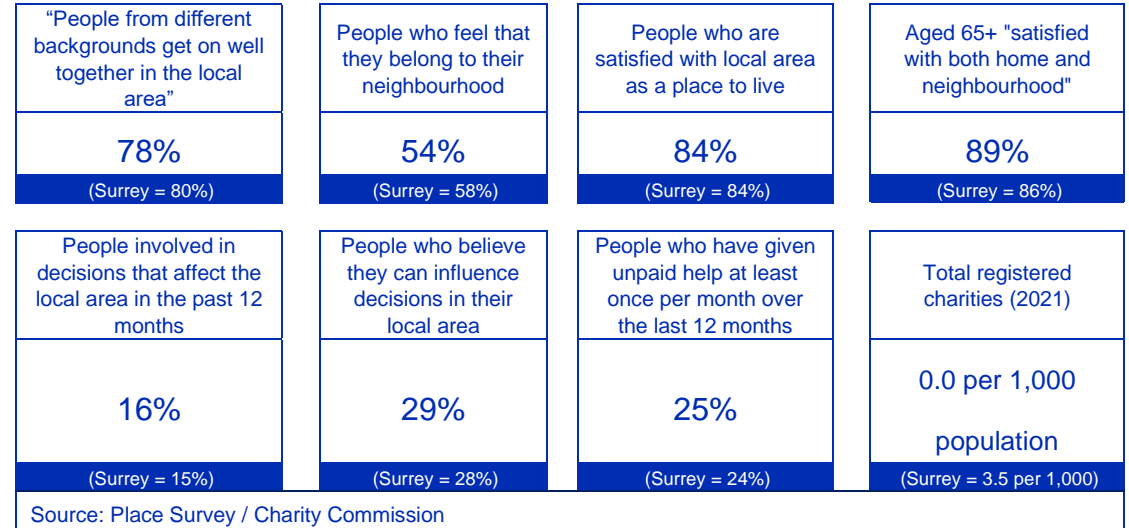 “People from different
backgrounds get on well
together in the local
area”
78%
(Surrey = 80%)
People who feel that
they belong to their
neighbourhood
54%
(Surrey = 58%)
People who are
satisfied with local area
as a place to live
84%
(Surrey = 84%)
Aged 65+ "satisfied
with both home and
neighbourhood"
89%
(Surrey = 86%)
People involved in
decisions that affect the
local area in the past 12
months
16%
(Surrey = 15%)
People who believe
they can influence
decisions in their
local area
29%
(Surrey = 28%)
People who have given
unpaid help at least
once per month over
the last 12 months
25%
(Surrey = 24%)
Total registered
charities (2021)
0.0 per 1,000
population
(Surrey = 3.5 per 1,000)
Source: Place Survey / Charity Commission